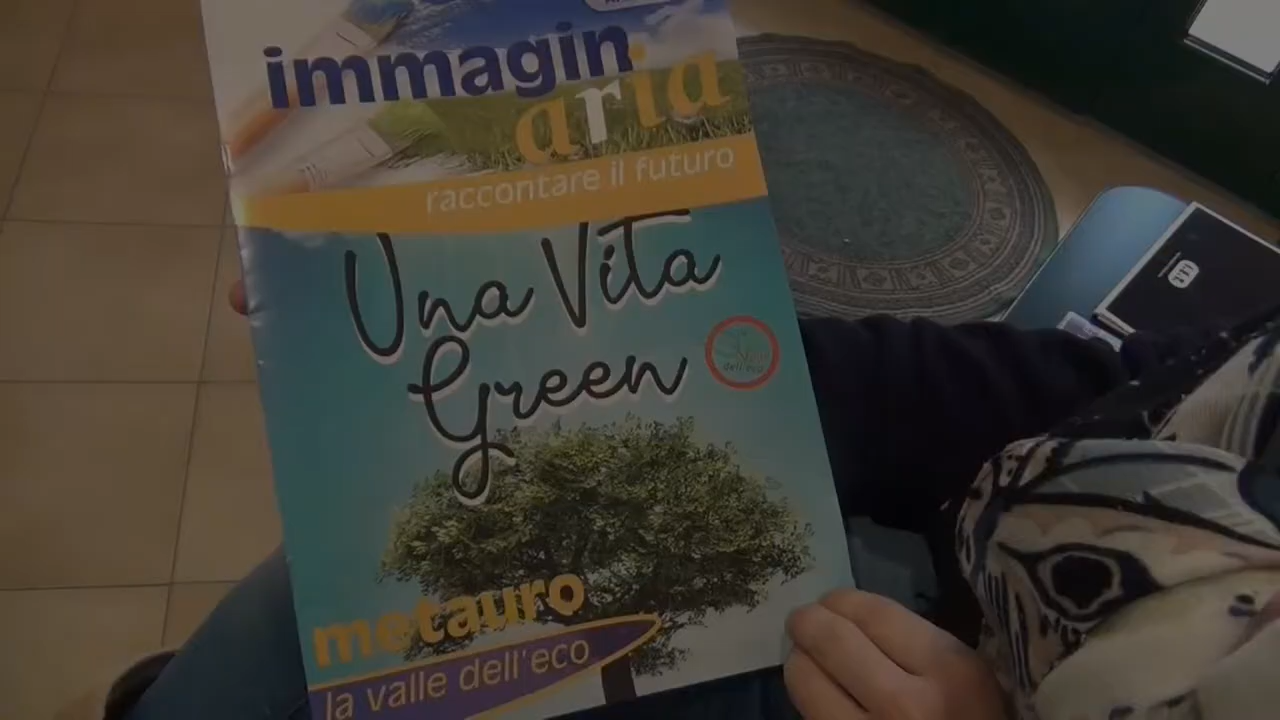 immagin
aria
raccontare il futuro
Una Vita
Green
dell'eco
metauro
la valle dell'eco